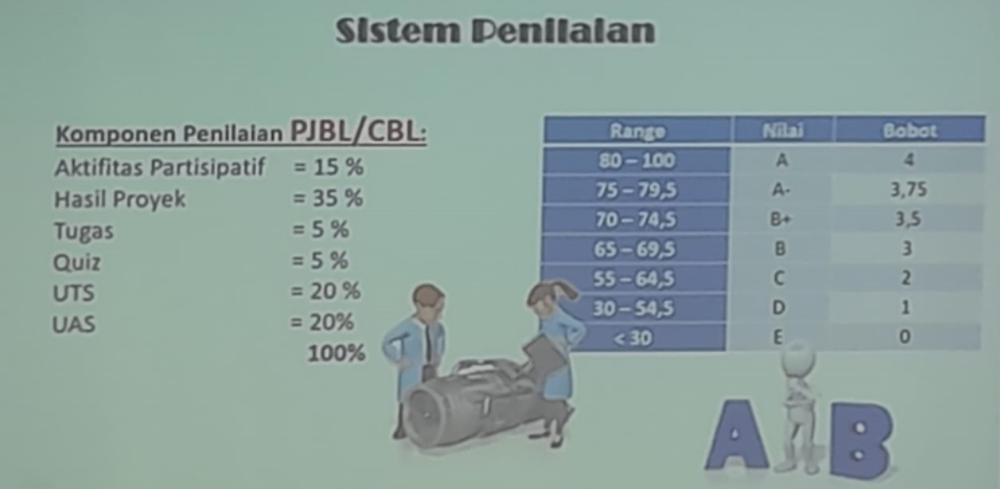 Sistem Penilaian
Komponen Penilaian PJBL/CBL:
Aktifitas Partisipatif = 15 %
Hasil Proyek = 35 %
Tugas = 5 %
Quiz = 5 %
UTS = 20 %
UAS = 20%
100%
Range Nilai Bobot
80 – 100 A 4
75 – 79,5 A- 3,75
70 – 74,5 B+ 3,5
65 – 69,5 B 3
55 – 64,5 C 2
30 – 54,5 D 1
< 30 E 0
A B